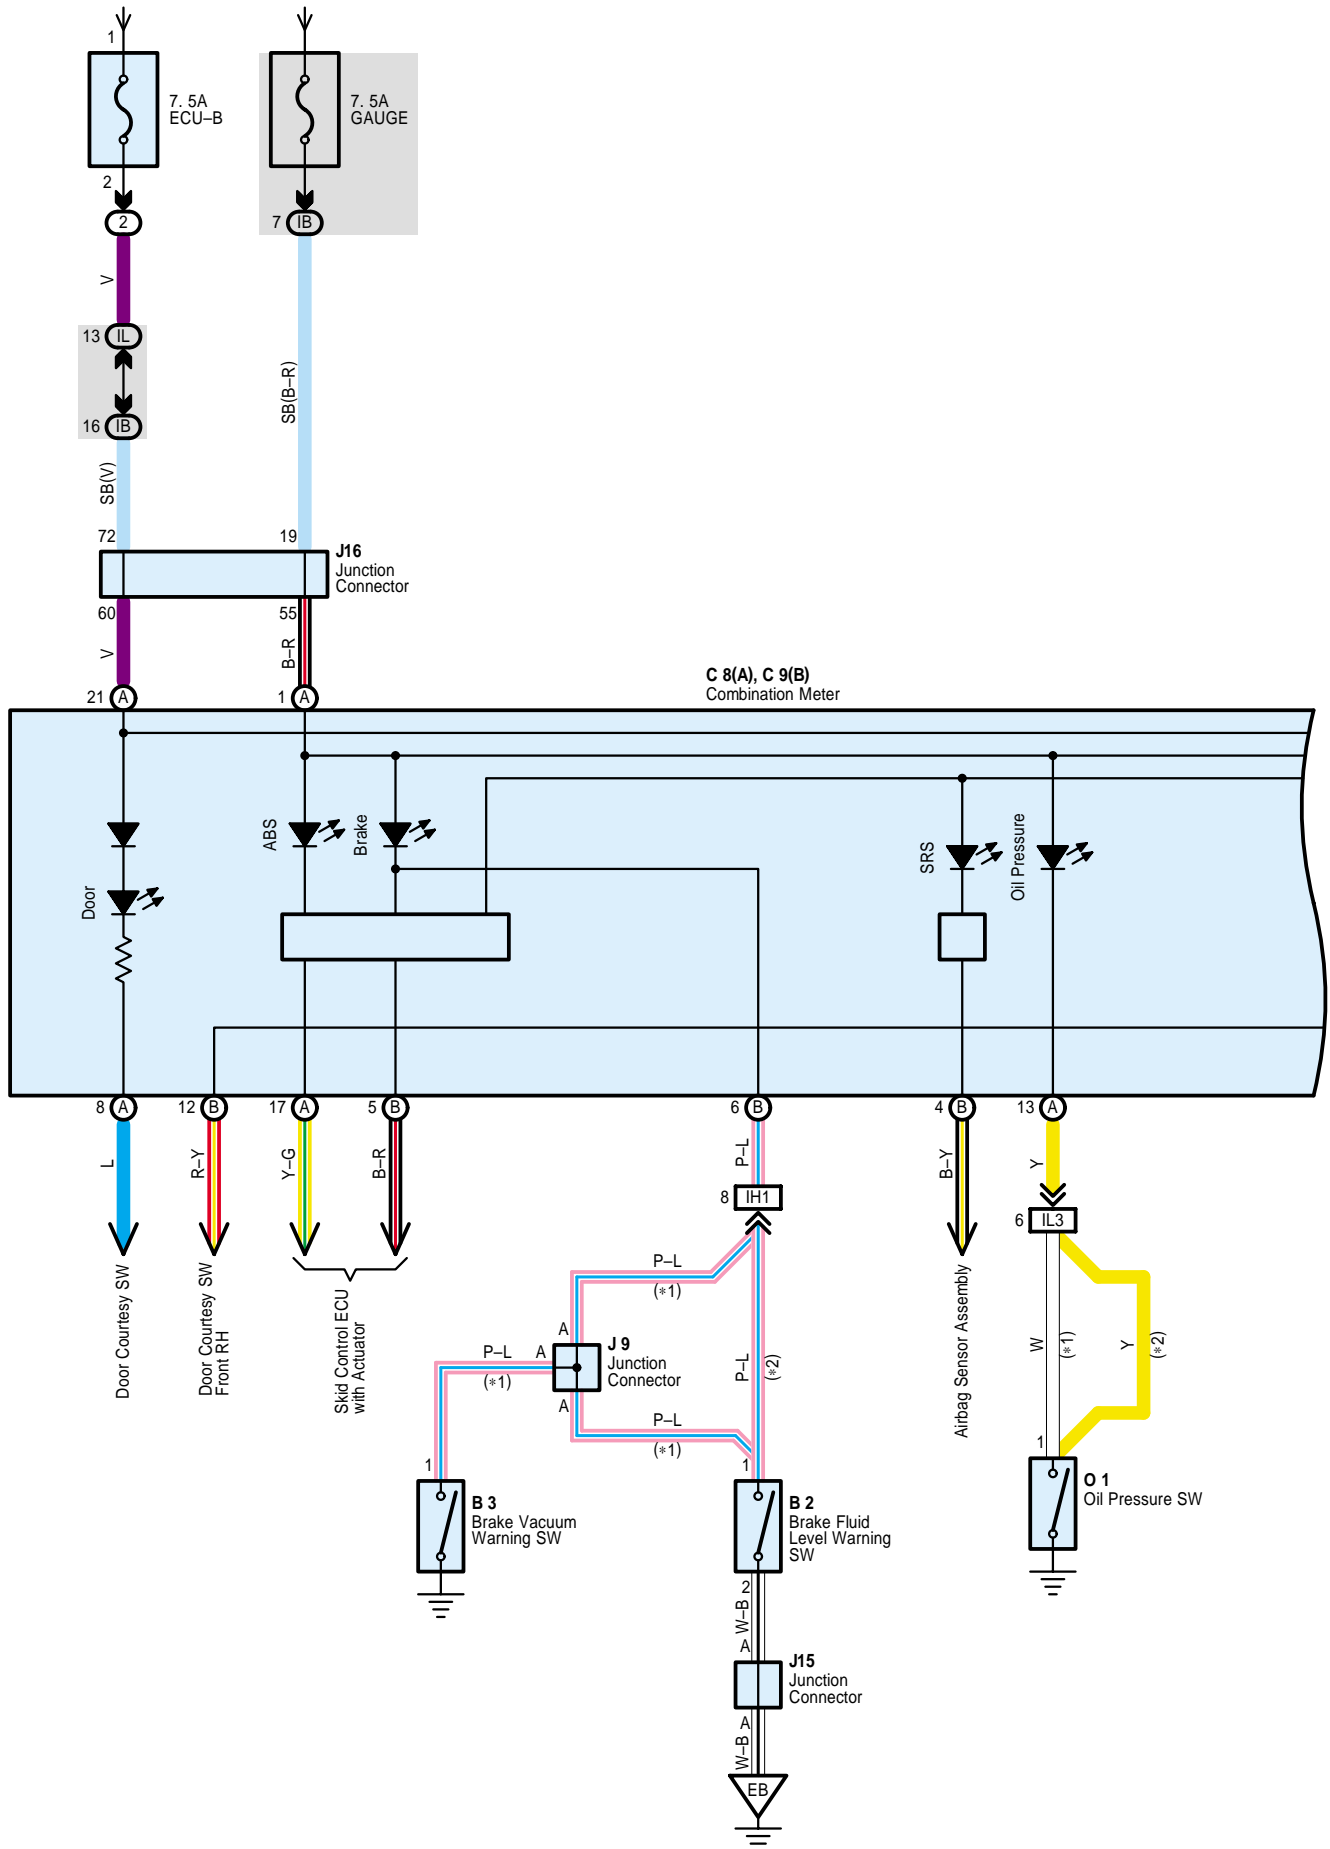 1
7. 5A
ECU–B
7. 5A
GAUGE
2
2
7 IB
V
13 IL
SB(B–R)
16 IB
SB(V)
72
19
J16
Junction
Connector
60
55
V
B–R
C 8(A), C 9(B)
Combination Meter
21 A
1 A
Door
ABS
Brake
SRS
Oil Pressure
8 A
12 B
17 A
5 B
6 B
4 B
13 A
L
R–Y
Y–G
B–R
P–L
B–Y
Y
8 IH1
6 IL3
Door Courtesy SW
Door Courtesy SW
Front RH
Skid Control ECU
with Actuator
Airbag Sensor Assembly
P–L
(∗1)
A
J 9
Junction
Connector
P–L
(∗1)
A
A
P–L
(∗1)
P–L
(∗2)
W
(∗1)
Y
(∗2)
1
1
1
B 3
Brake Vacuum
Warning SW
B 2
Brake Fluid
Level Warning
SW
O 1
Oil Pressure SW
2
W–B
A
J15
Junction
Connector
A
W–B
EB